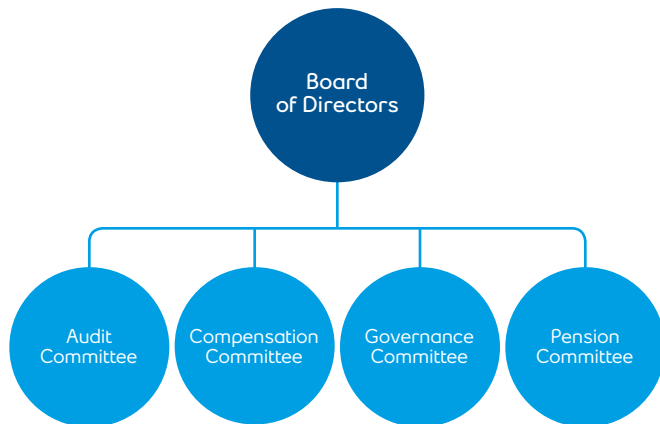 Board
of Directors
Audit
Committee
Compensation
Committee
Governance
Committee
Pension
Committee